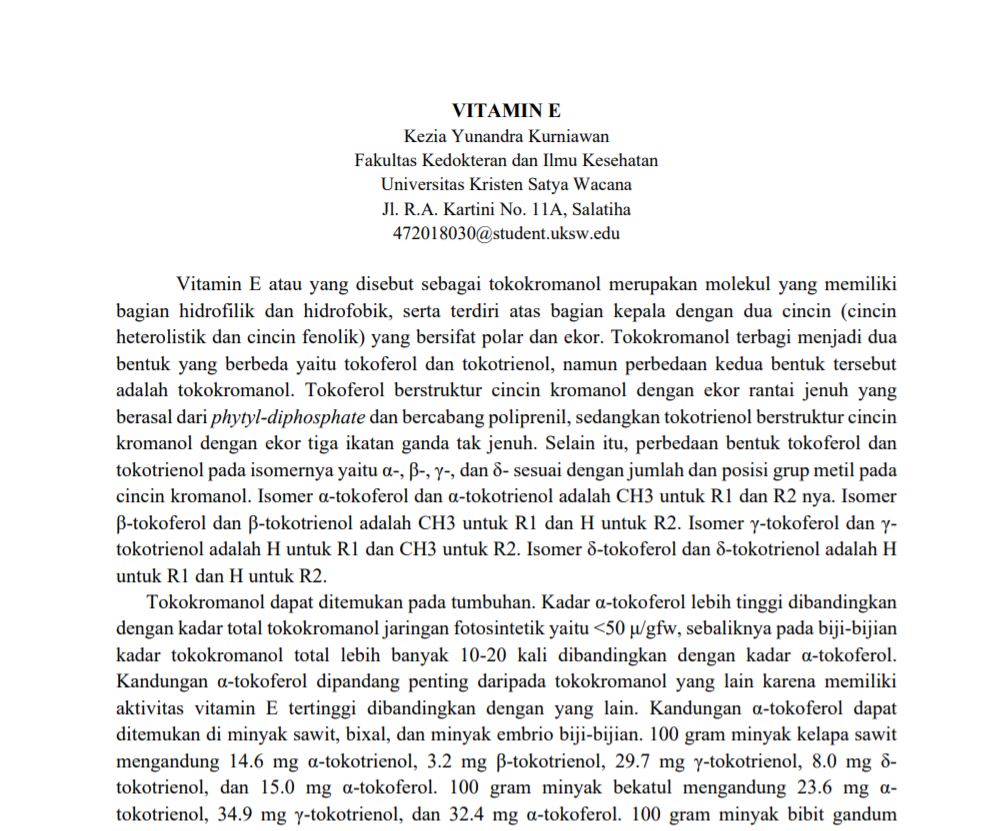 VITAMIN E
Kezia Yunandra Kurniawan
Fakultas Kedokteran dan Ilmu Kesehatan
Universitas Kristen Satya Wacana
Jl. R.A. Kartini No. 11A, Salatiha
472018030@student.uksw.edu
Vitamin E atau yang disebut sebagai tokokromanol merupakan molekul yang memiliki
bagian hidrofilik dan hidrofobik, serta terdiri atas bagian kepala dengan dua cincin (cincin
heterolistik dan cincin fenolik) yang bersifat polar dan ekor. Tokokromanol terbagi menjadi dua
bentuk yang berbeda yaitu tokoferol dan tokotrienol, namun perbedaan kedua bentuk tersebut
adalah tokokromanol. Tokoferol berstruktur cincin kromanol dengan ekor rantai jenuh yang
berasal dari phytyl-diphosphate dan bercabang poliprenil, sedangkan tokotrienol berstruktur cincin
kromanol dengan ekor tiga ikatan ganda tak jenuh. Selain itu, perbedaan bentuk tokoferol dan
tokotrienol pada isomernya yaitu α-, β-, γ-, dan δ- sesuai dengan jumlah dan posisi grup metil pada
cincin kromanol. Isomer α-tokoferol dan α-tokotrienol adalah CH3 untuk R1 dan R2 nya. Isomer
β-tokoferol dan β-tokotrienol adalah CH3 untuk R1 dan H untuk R2. Isomer γ-tokoferol dan γ-
tokotrienol adalah H untuk R1 dan CH3 untuk R2. Isomer δ-tokoferol dan δ-tokotrienol adalah H
untuk R1 dan H untuk R2.
Tokokromanol dapat ditemukan pada tumbuhan. Kadar α-tokoferol lebih tinggi dibandingkan
dengan kadar total tokokromanol jaringan fotosintetik yaitu <50 μ/gfw, sebaliknya pada biji-bijian
kadar tokokromanol total lebih banyak 10-20 kali dibandingkan dengan kadar α-tokoferol.
Kandungan α-tokoferol dipandang penting daripada tokokromanol yang lain karena memiliki
aktivitas vitamin E tertinggi dibandingkan dengan yang lain. Kandungan α-tokoferol dapat
ditemukan di minyak sawit, bixal, dan minyak embrio biji-bijian. 100 gram minyak kelapa sawit
mengandung 14.6 mg α-tokotrienol, 3.2 mg β-tokotrienol, 29.7 mg γ-tokotrienol, 8.0 mg δ-
tokotrienol, dan 15.0 mg α-tokoferol. 100 gram minyak bekatul mengandung 23.6 mg α-
tokotrienol, 34.9 mg γ-tokotrienol, dan 32.4 mg α-tokoferol. 100 gram minyak bibit gandum